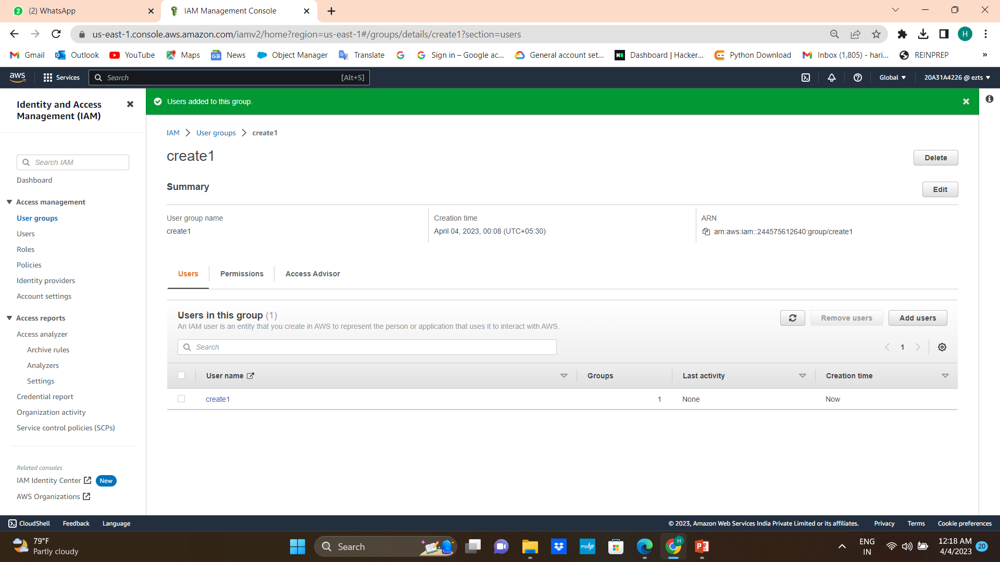 (2) WhatsApp
IAM Management Console
us-east-1.console.aws.amazon.com/iamv2/home?region=us-east-1#/groups/details/create1?section=users
H
Gmail Outlook YouTube Maps News Object Manager Translate Sign in – Google ac... General account set... Dashboard | Hacker... Python Download Inbox (1,805) - hari... REINPREP »
aws Services Search [Alt+S] Global 20A31A4226 @ ezts
Identity and Access
Management (IAM)
Search IAM
Dashboard
Access management
User groups
Users
Roles
Policies
Identity providers
Account settings
Access reports
Access analyzer
Archive rules
Analyzers
Settings
Credential report
Organization activity
Service control policies (SCPs)
Related consoles
IAM Identity Center New
AWS Organizations
Users added to this group.
IAM User groups create1
create1
Delete
Summary
Edit
User group name
create1
Creation time
April 04, 2023, 00:08 (UTC+05:30)
ARN
arn:aws:iam::244575612640:group/create1
Users Permissions Access Advisor
Users in this group (1)
An IAM user is an entity that you create in AWS to represent the person or application that uses it to interact with AWS.
Remove users Add users
Search
1
User name Groups Last activity Creation time
create1 1 None Now
CloudShell Feedback Language
© 2023, Amazon Web Services India Private Limited or its affiliates. Privacy Terms Cookie preferences
79°F
Partly cloudy
Search
myhp
H
ENG
IN
12:18 AM
4/4/2023
20